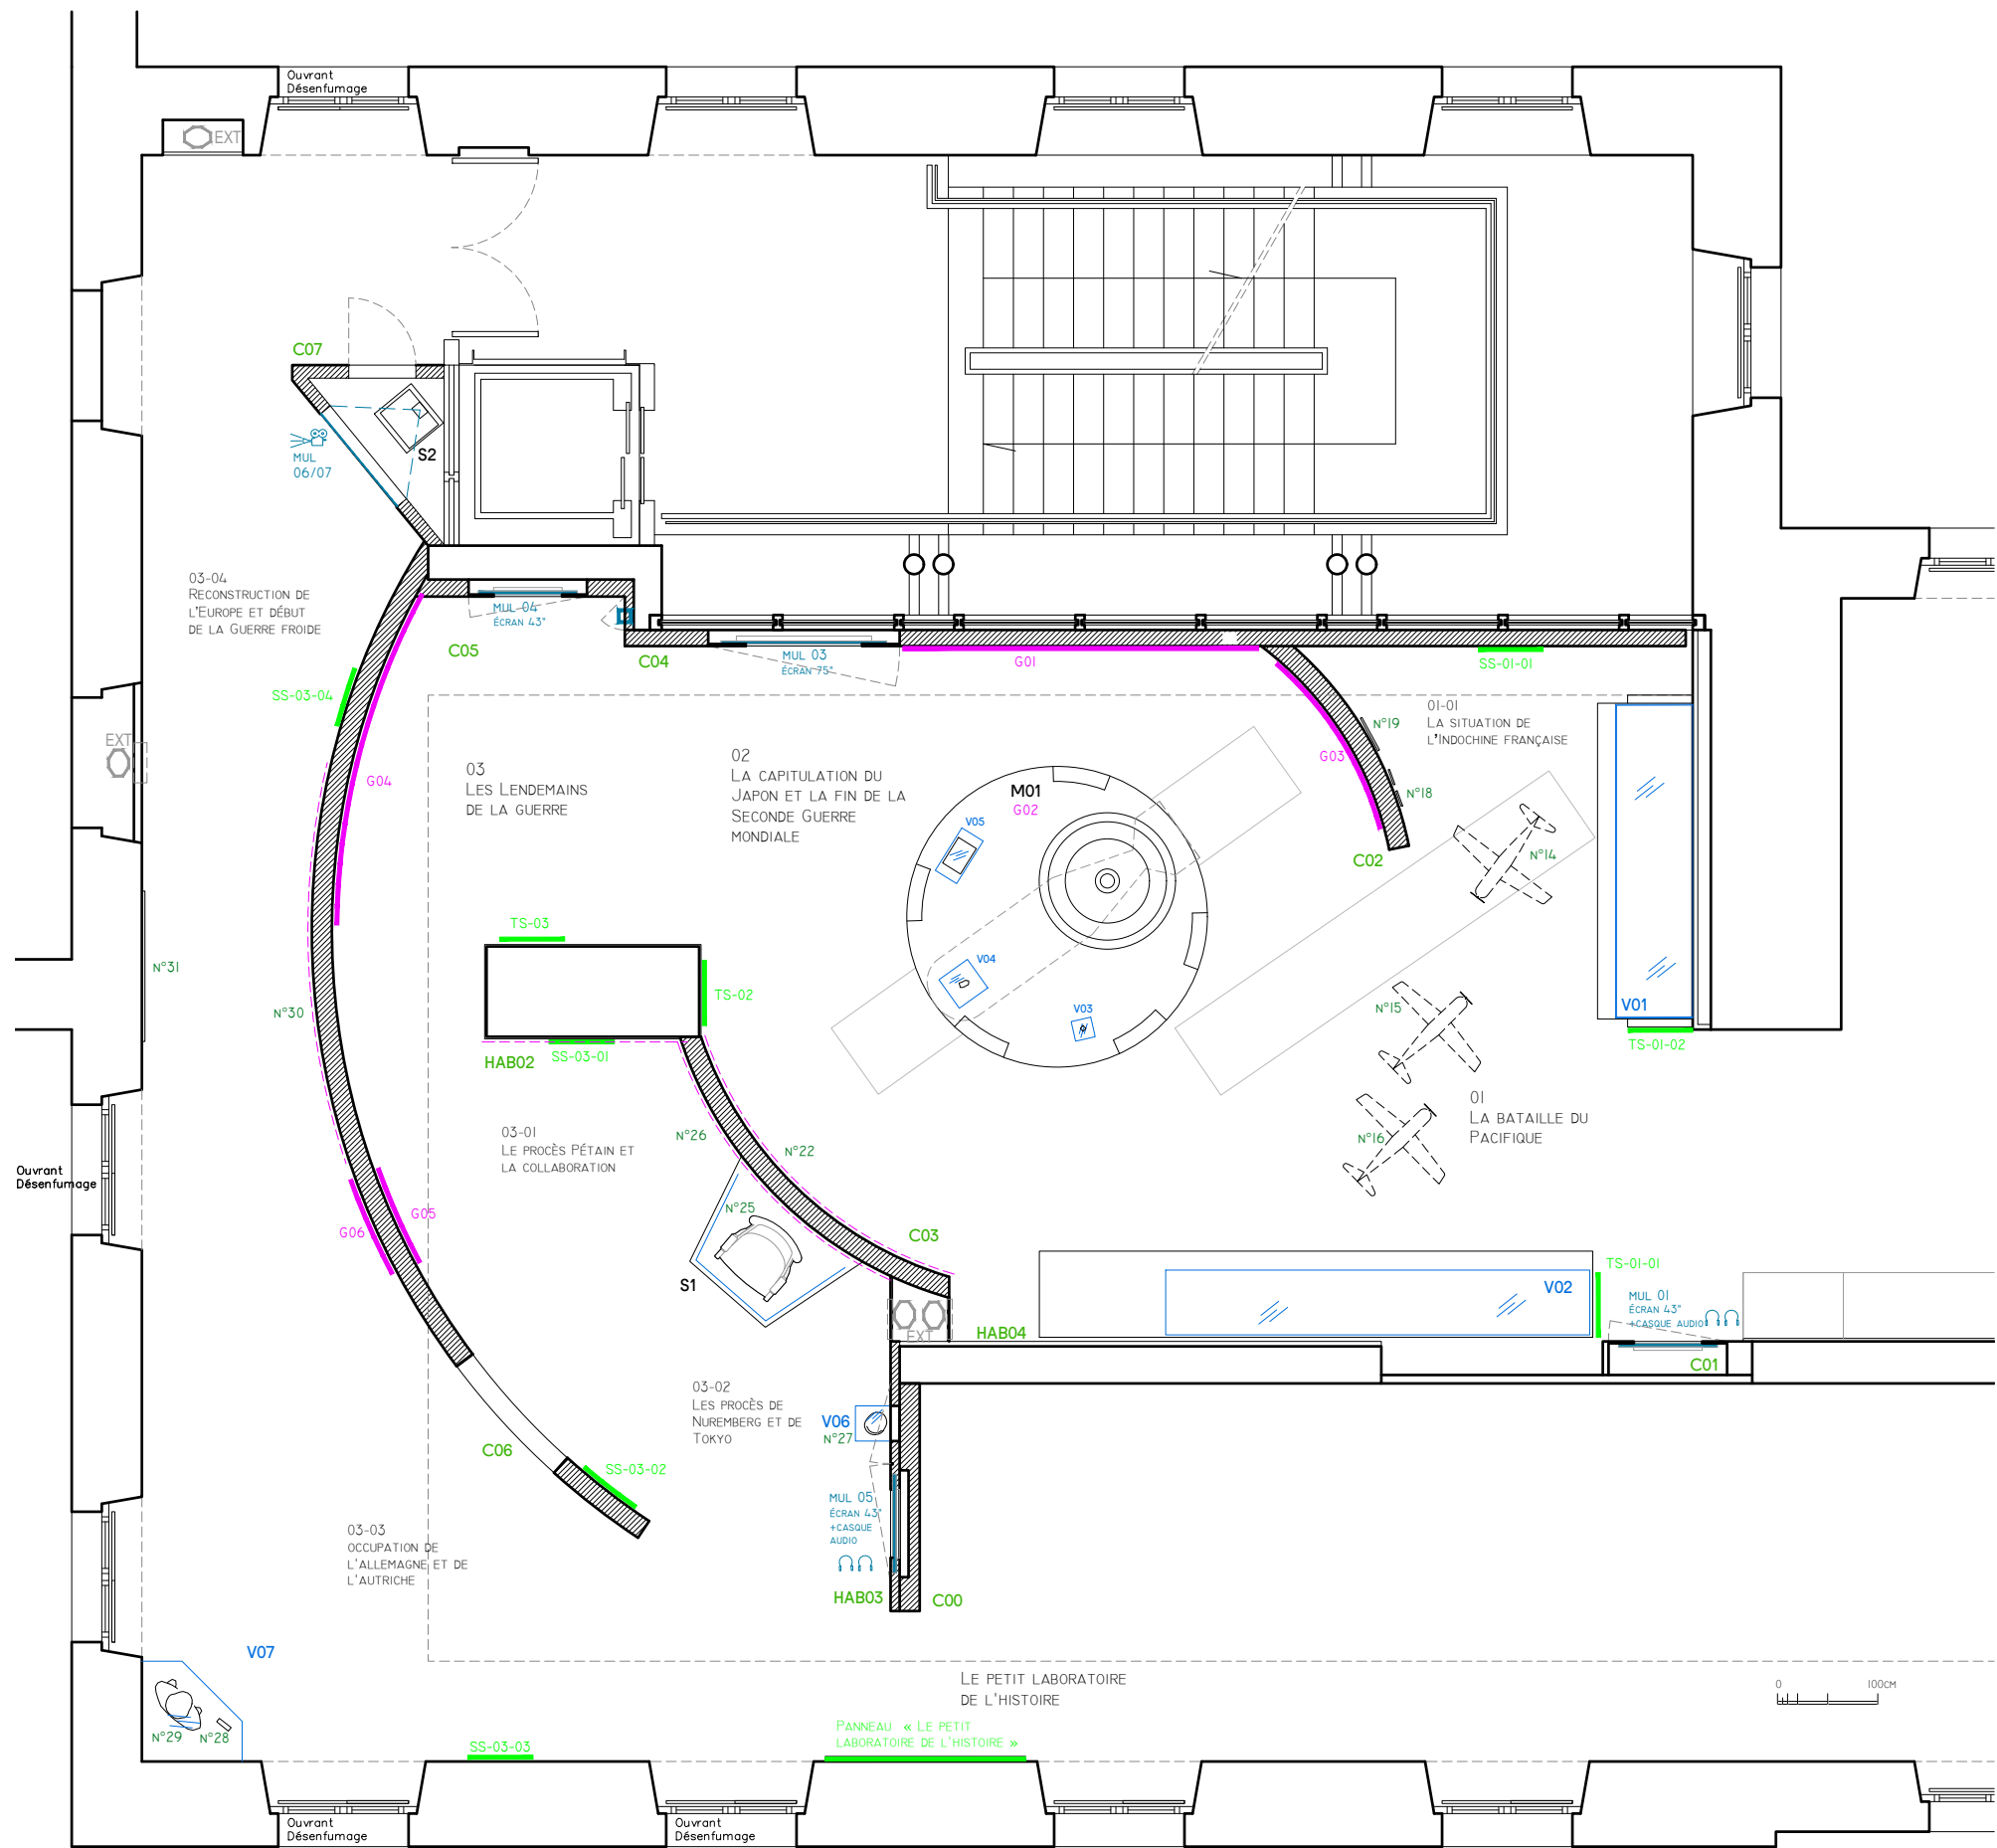 Ouvrant
Désenfumage
EXT
C07
MUL
06/07
S2
03-04
Reconstruction de
l'Europe et début
de la Guerre froide
MUL 04
écran 43"
C05
C04
MUL 03
écran 75"
G01
SS-01-01
SS-03-04
EXT
G04
03
Les Lendemains
de la guerre
02
La capitulation du
Japon et la fin de la
Seconde Guerre
mondiale
M01
G02
V05
V04
V03
G03
N°19
N°18
C02
01-01
La situation de
l'Indochine française
N°14
N°15
N°16
V01
TS-01-02
01
La bataille du
Pacifique
TS-03
TS-02
SS-03-01
HAB02
N°31
N°30
03-01
Le procès Pétain et
la collaboration
N°26
N°22
N°25
S1
C03
Ouvrant
Désenfumage
G05
G06
EXT
HAB04
V02
TS-01-01
MUL 01
écran 43"
+casque audio
C01
03-02
Les procès de
Nuremberg et de
Tokyo
V06
N°27
C06
SS-03-02
MUL 05
écran 43"
+casque
audio
HAB03
C00
03-03
occupation de
l'Allemagne et de
l'Autriche
V07
N°29
N°28
Le petit laboratoire
de l'histoire
0
100cm
Panneau « Le petit
laboratoire de l'histoire »
SS-03-03
Ouvrant
Désenfumage
Ouvrant
Désenfumage